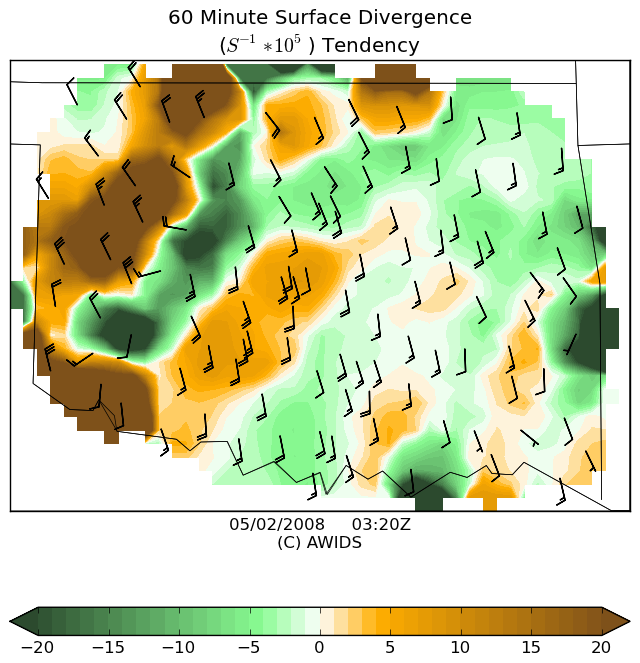 60 Minute Surface Divergence
(S⁻¹ * 10⁵ ) Tendency
05/02/2008 03:20Z
(C) AWIDS
−20 −15 −10 −5 0 5 10 15 20